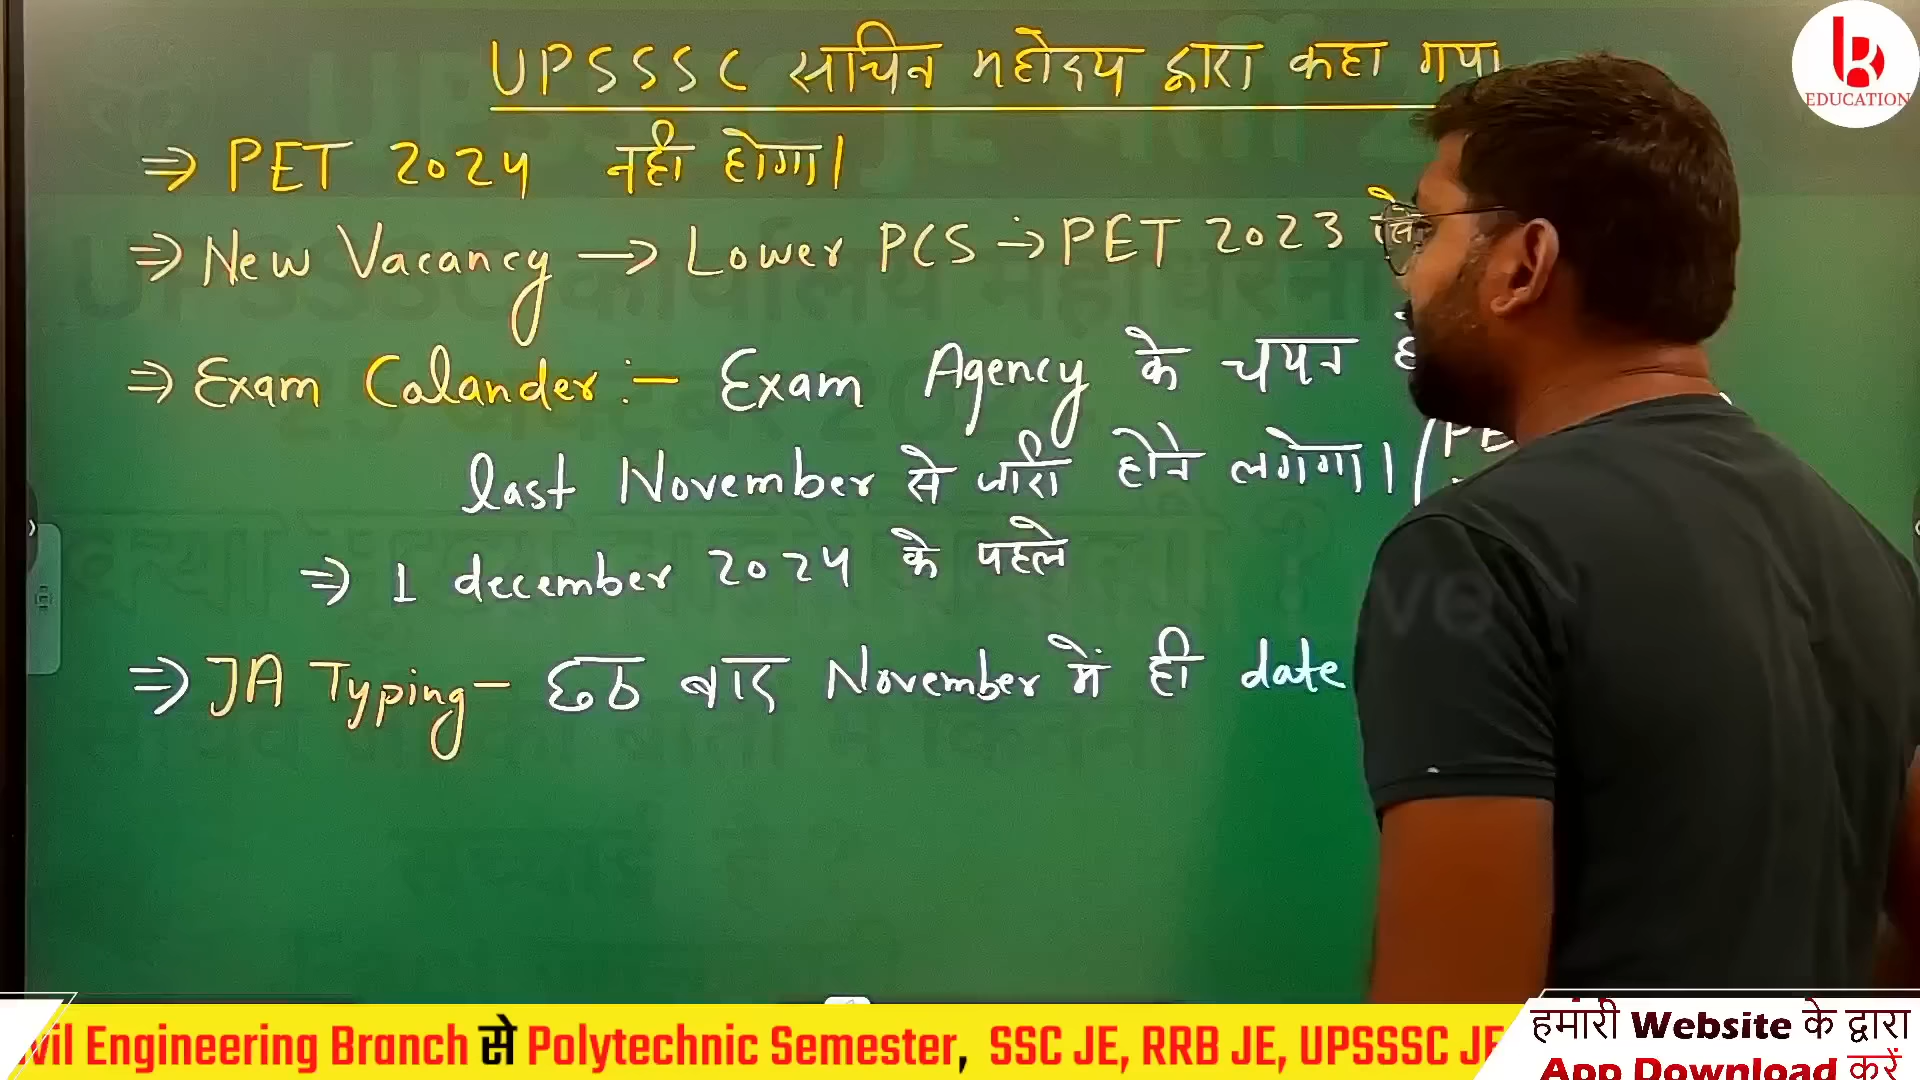 UPSSSC सचिव महोदय द्वारा कहा गया
⇒ PET 2024 नही होगा।
⇒ New Vacancy → Lower PCS → PET 2023 से
⇒ Exam Calander :- Exam Agency के चयन
last November से जारी होने लगेगा।
⇒ 1 december 2024 के पहले
⇒ JA Typing - छठ बाद November में ही date
EDUCATION
vil Engineering Branch से Polytechnic Semester, SSC JE, RRB JE, UPSSSC JE
हमारी Website के द्वारा
App Download करें